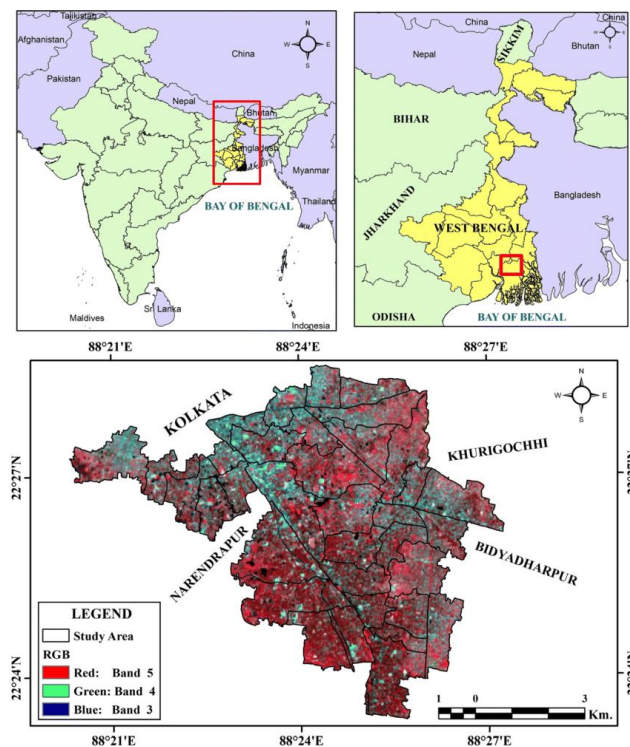 Tajikistan
Afghanistan
Pakistan
China
Nepal
Bhutan
Bangladesh
Myanmar
Thailand
BAY OF BENGAL
Sri Lanka
Maldives
Indonesia
N
W
E
S
China
China
Nepal
SIKKIM
Bhutan
N
W
E
S
BIHAR
JHARKHAND
Bangladesh
WEST BENGAL
ODISHA
BAY OF BENGAL
88°21'E
88°24'E
88°27'E
N
W
E
S
KOLKATA
KHURIGOCHHI
NARENDRAPUR
BIDYADHARPUR
22°27'N
22°24'N
LEGEND
Study Area
RGB
Red: Band 5
Green: Band 4
Blue: Band 3
1 0 3
Km.
88°21'E
88°24'E
88°27'E